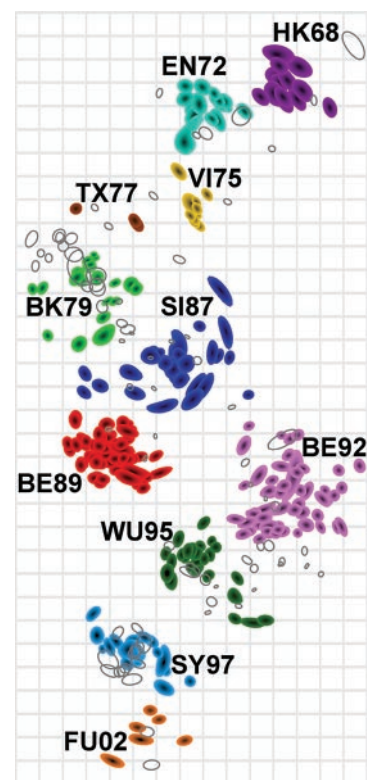 HK68
EN72
VI75
TX77
BK79
SI87
BE92
BE89
WU95
SY97
FU02